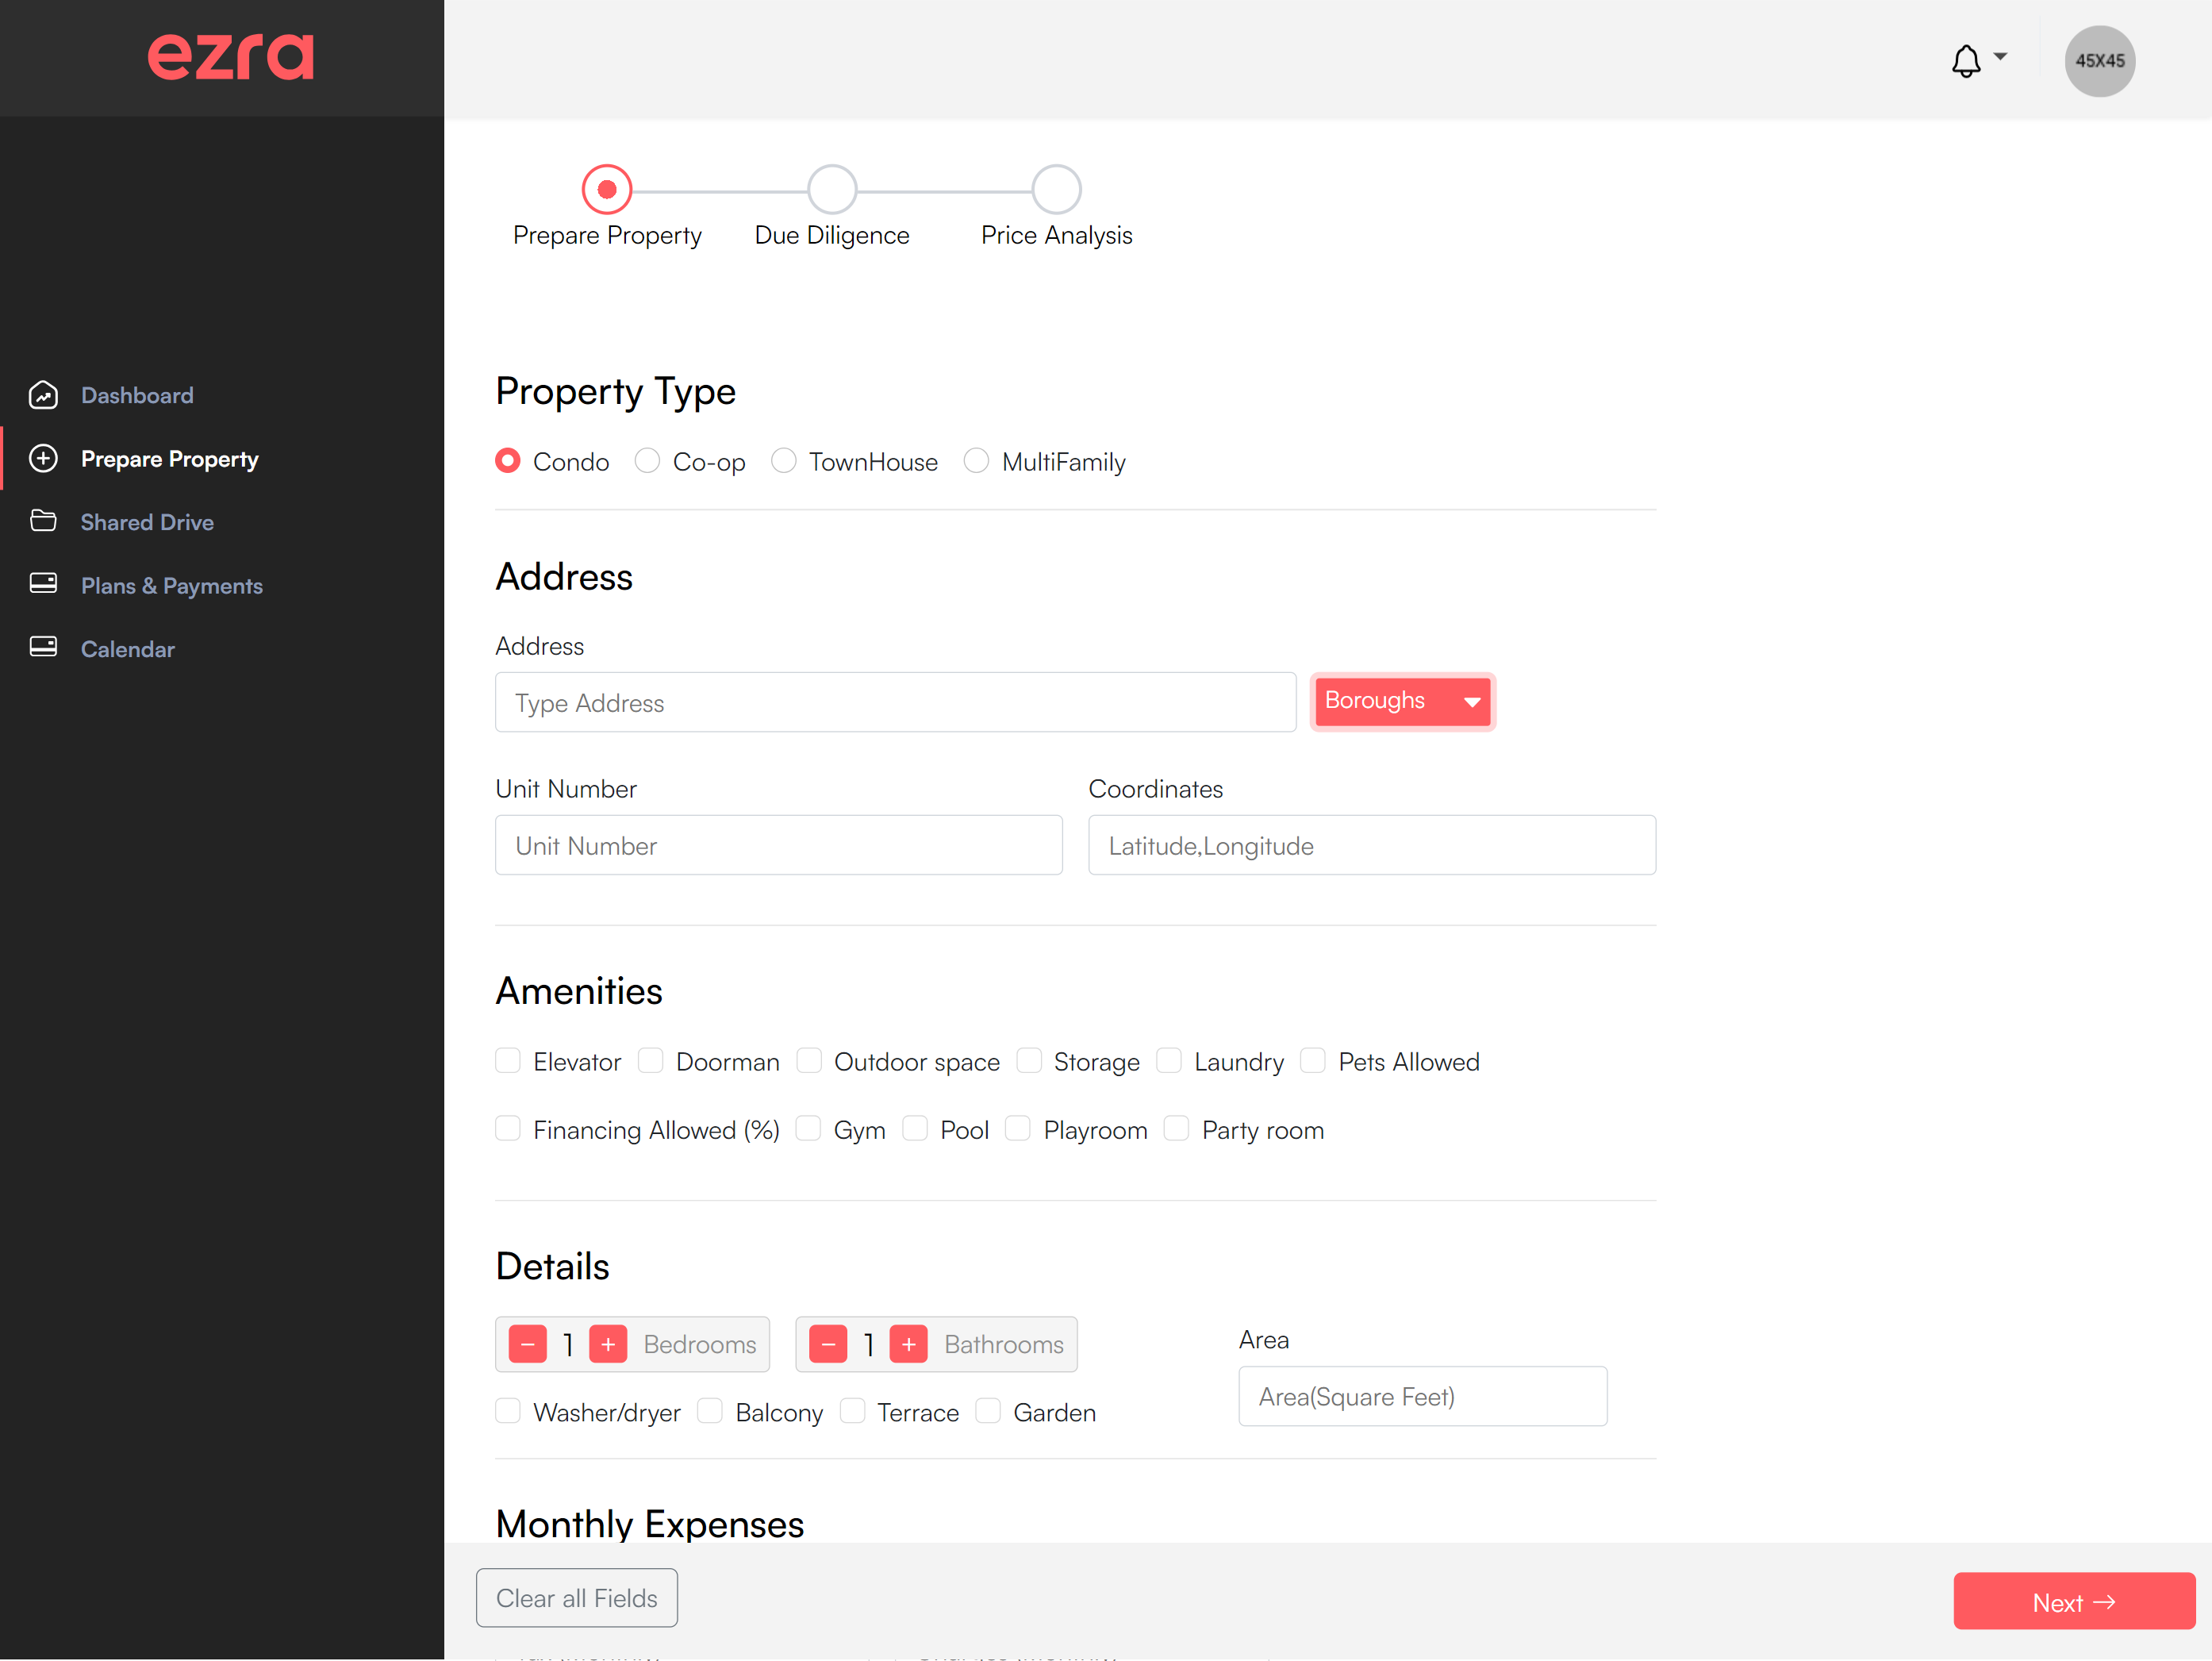 ezra
45X45
Prepare Property Due Diligence Price Analysis
Dashboard
Prepare Property
Shared Drive
Plans & Payments
Calendar
Property Type
Condo Co-op TownHouse MultiFamily
Address
Address
Type Address Boroughs
Unit Number Coordinates
Unit Number Latitude,Longitude
Amenities
Elevator Doorman Outdoor space Storage Laundry Pets Allowed
Financing Allowed (%) Gym Pool Playroom Party room
Details
1 Bedrooms 1 Bathrooms
Area
Area(Square Feet)
Washer/dryer Balcony Terrace Garden
Monthly Expenses
Clear all Fields Next